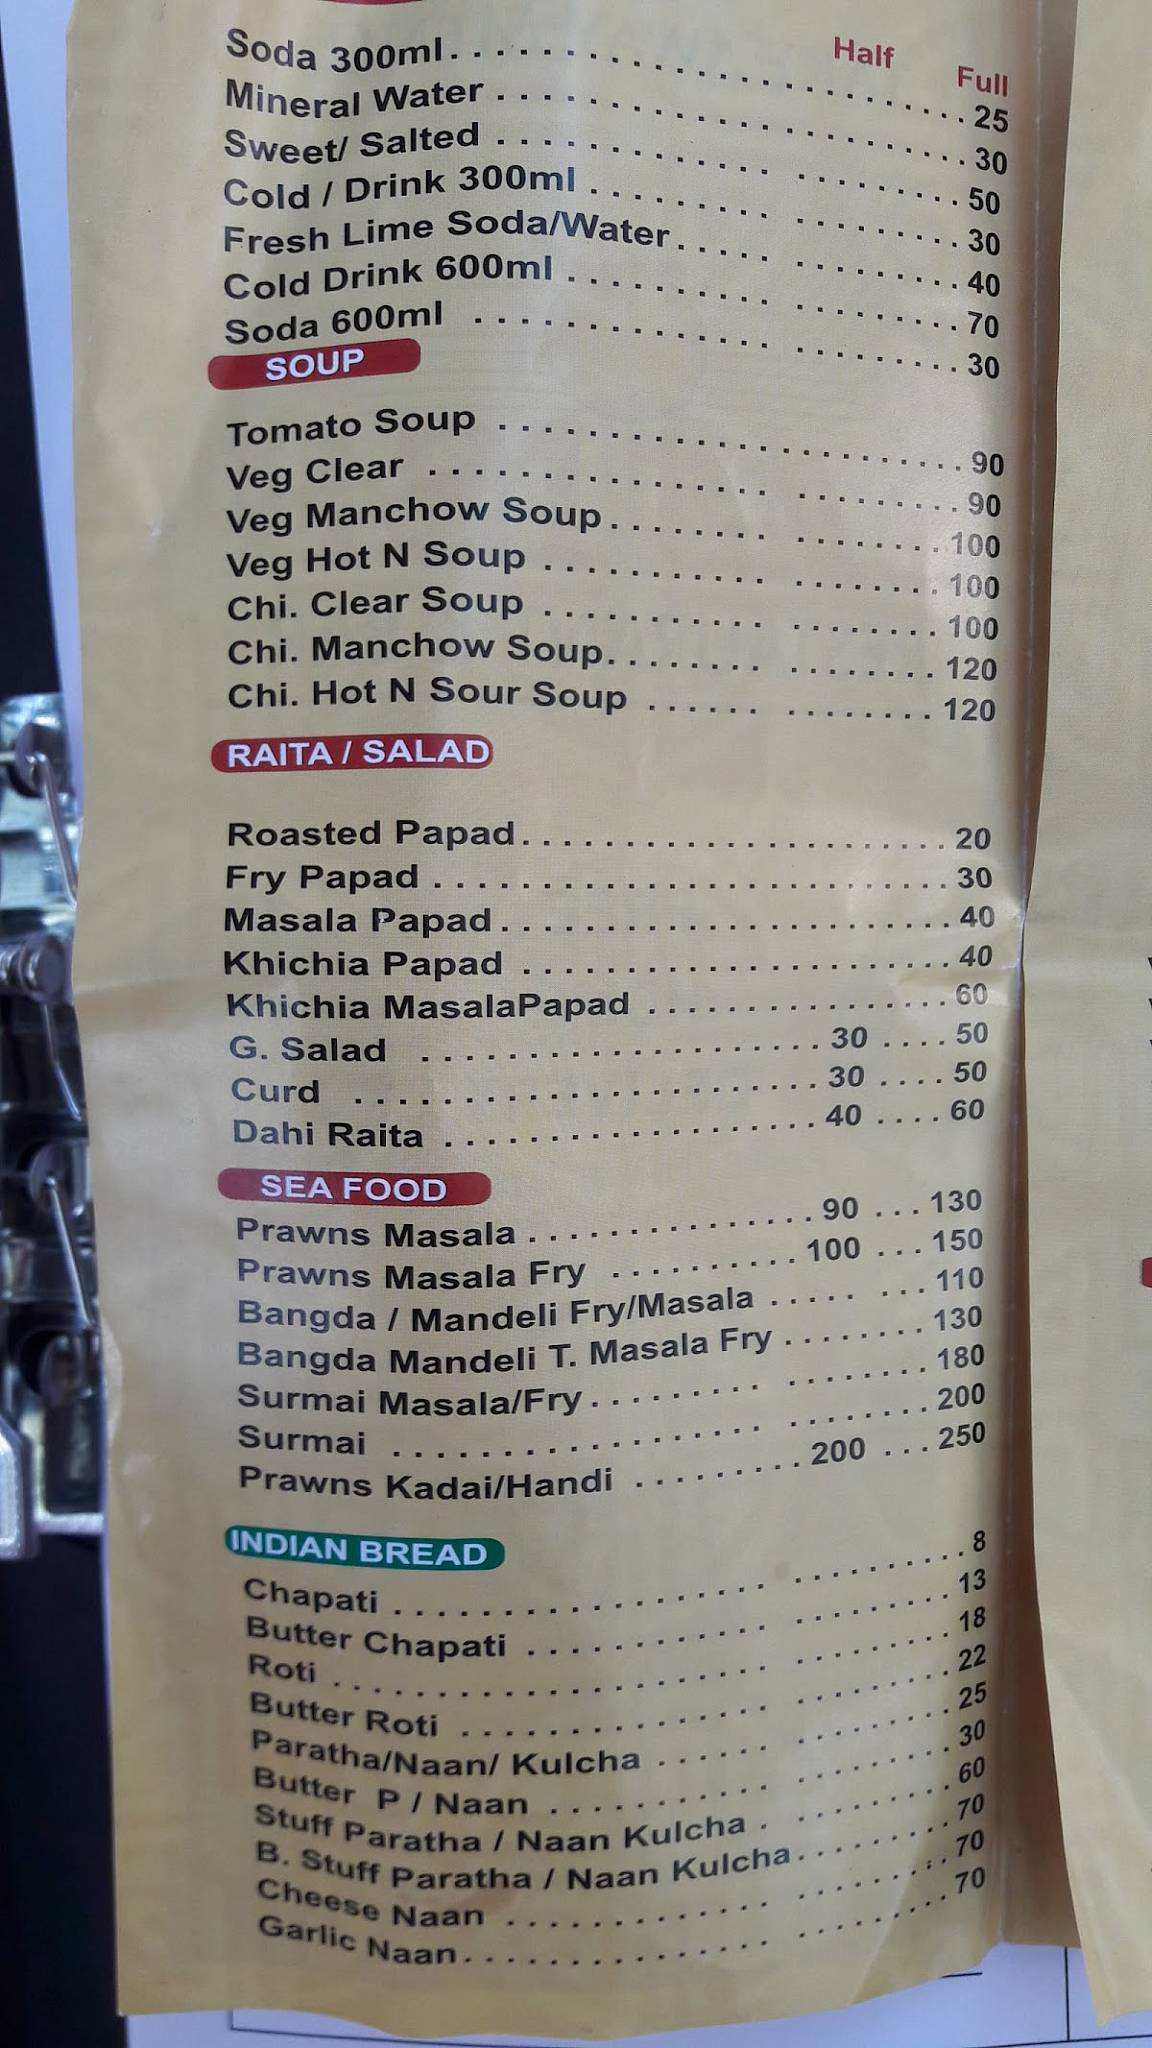 Half Full
Soda 300ml. . . . . . . . . . . . . . . . . . . . . . . . 25
Mineral Water . . . . . . . . . . . . . . . . . . . . . . 30
Sweet/ Salted . . . . . . . . . . . . . . . . . . . . . . 50
Cold / Drink 300ml . . . . . . . . . . . . . . . . . . 30
Fresh Lime Soda/Water. . . . . . . . . . . . . . 40
Cold Drink 600ml . . . . . . . . . . . . . . . . . . . 70
Soda 600ml . . . . . . . . . . . . . . . . . . . . . . . 30
SOUP
Tomato Soup . . . . . . . . . . . . . . . . . . . . . . 90
Veg Clear . . . . . . . . . . . . . . . . . . . . . . . . 90
Veg Manchow Soup. . . . . . . . . . . . . . . . 100
Veg Hot N Soup . . . . . . . . . . . . . . . . . . . 100
Chi. Clear Soup . . . . . . . . . . . . . . . . . . . 100
Chi. Manchow Soup. . . . . . . . . . . . . . . . 120
Chi. Hot N Sour Soup . . . . . . . . . . . . . . 120
RAITA / SALAD
Roasted Papad. . . . . . . . . . . . . . . . . . . . . 20
Fry Papad . . . . . . . . . . . . . . . . . . . . . . . . . 30
Masala Papad. . . . . . . . . . . . . . . . . . . . . . 40
Khichia Papad . . . . . . . . . . . . . . . . . . . . . 40
Khichia MasalaPapad . . . . . . . . . . . . . . . 60
G. Salad . . . . . . . . . . . . . . . . . . . 30 . . . . 50
Curd . . . . . . . . . . . . . . . . . . . . . . 30 . . . . 50
Dahi Raita . . . . . . . . . . . . . . . . . . 40 . . . . 60
SEA FOOD
Prawns Masala . . . . . . . . . . . . . 90 . . . 130
Prawns Masala Fry . . . . . . . . . . 100 . . . 150
Bangda / Mandeli Fry/Masala . . . . . . . . 110
Bangda Mandeli T. Masala Fry . . . . . . . . 130
Surmai Masala/Fry. . . . . . . . . . . . . . . . 180
Surmai . . . . . . . . . . . . . . . . . . . . . . . . 200
Prawns Kadai/Handi . . . . . . . . . 200 . . . 250
INDIAN BREAD
Chapati . . . . . . . . . . . . . . . . . . . . . . . . . 8
Butter Chapati . . . . . . . . . . . . . . . . . . . 13
Roti . . . . . . . . . . . . . . . . . . . . . . . . . . . 18
Butter Roti . . . . . . . . . . . . . . . . . . . . . . 22
Paratha/Naan/ Kulcha . . . . . . . . . . . . . 25
Butter P / Naan . . . . . . . . . . . . . . . . . . 30
Stuff Paratha / Naan Kulcha . . . . . . . . . 60
B. Stuff Paratha / Naan Kulcha. . . . . . . . 70
Cheese Naan . . . . . . . . . . . . . . . . . . . . 70
Garlic Naan. . . . . . . . . . . . . . . . . . . . . . 70